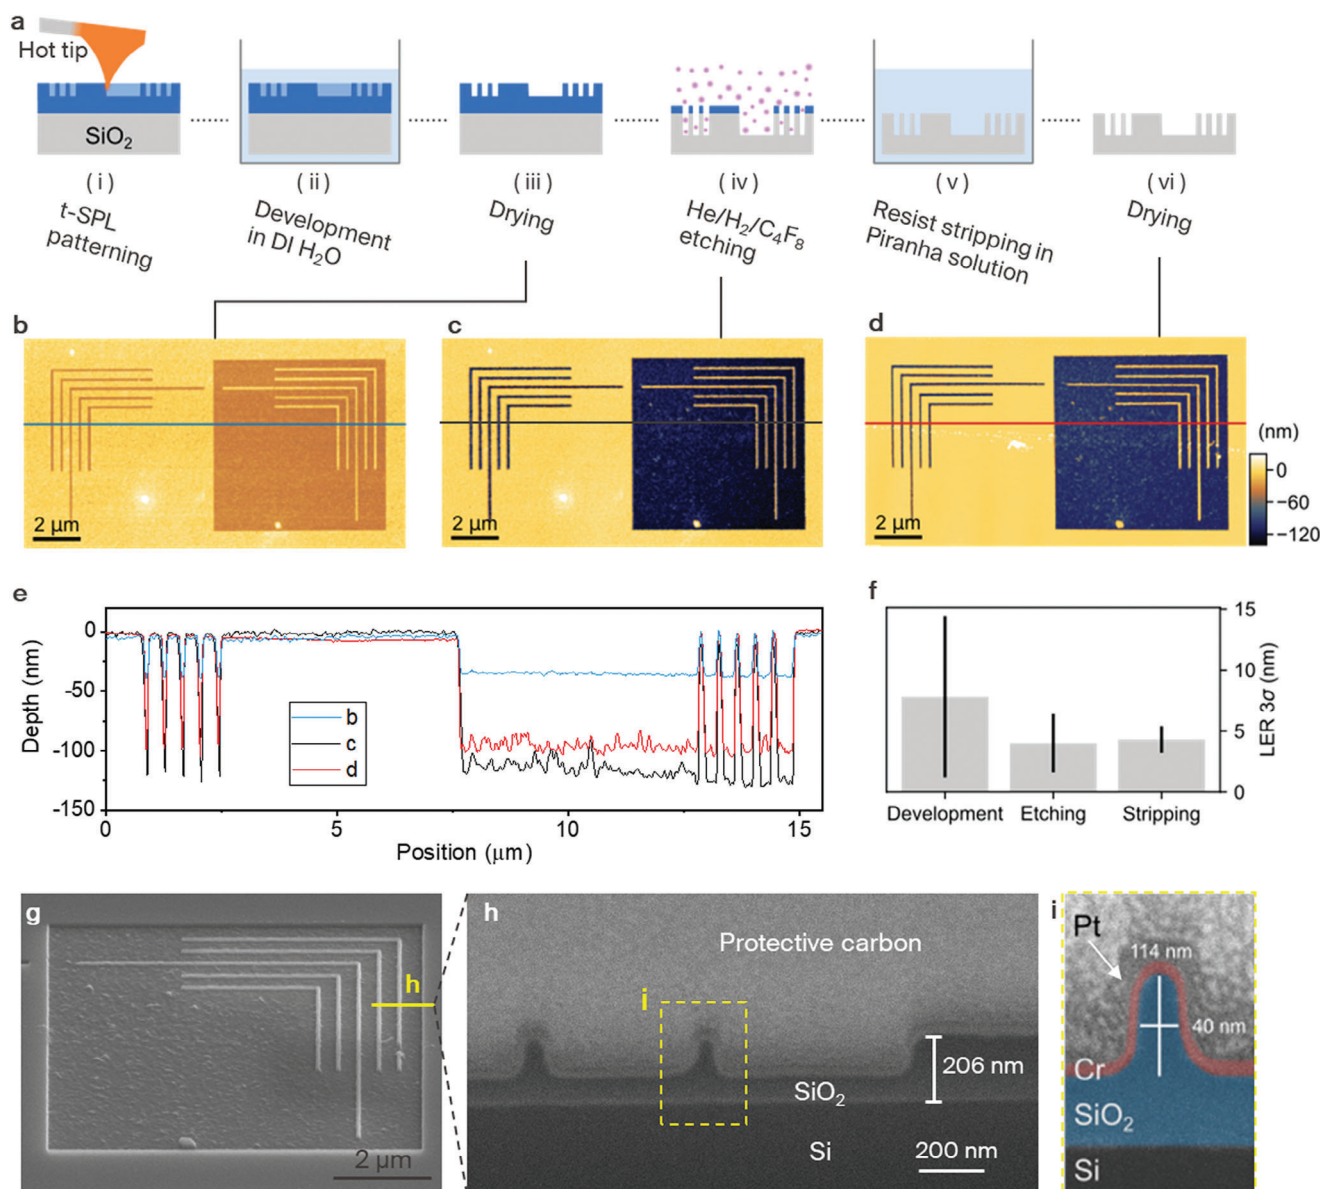 a
Hot tip
SiO₂
(i)
(ii)
(iii)
(iv)
(v)
(vi)
t-SPL
patterning
Development
in DI H₂O
Drying
He/H₂/C₄F₈
etching
Resist stripping in
Piranha solution
Drying
b
c
d
2 µm
2 µm
2 µm
(nm)
0
−60
−120
e
0
-50
-100
-150
Depth (nm)
b
c
d
0
5
10
15
Position (µm)
f
15
10
5
0
LER 3σ (nm)
Development
Etching
Stripping
g
h
2 µm
h
Protective carbon
i
206 nm
SiO₂
Si
200 nm
i
Pt
114 nm
40 nm
Cr
SiO₂
Si